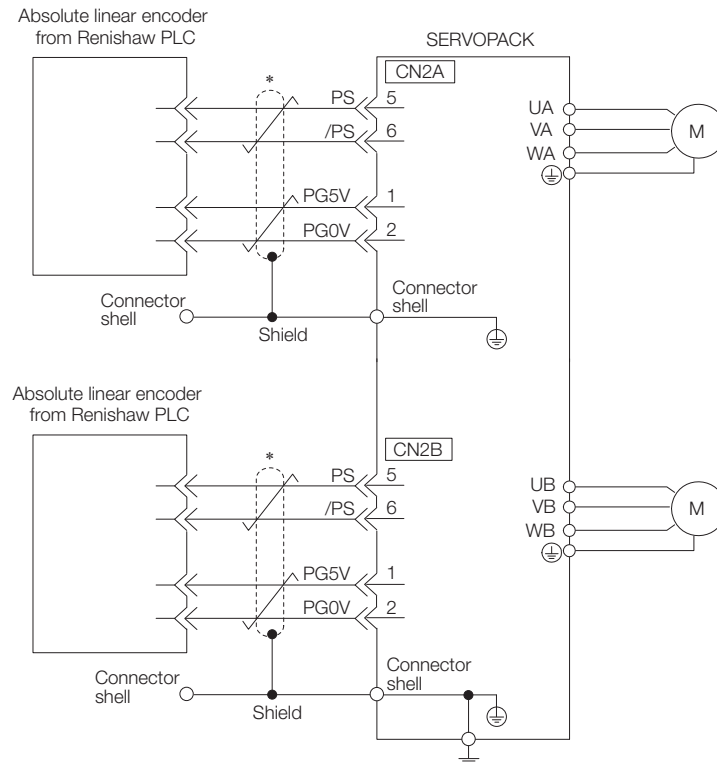 Absolute linear encoder
from Renishaw PLC
SERVOPACK
*
CN2A
PS
5
UA
/PS
6
VA
WA
M
PG5V
1
PG0V
2
Connector
shell
Connector
shell
Shield
Absolute linear encoder
from Renishaw PLC
*
CN2B
PS
5
UB
/PS
6
VB
WB
M
PG5V
1
PG0V
2
Connector
shell
Connector
shell
Shield